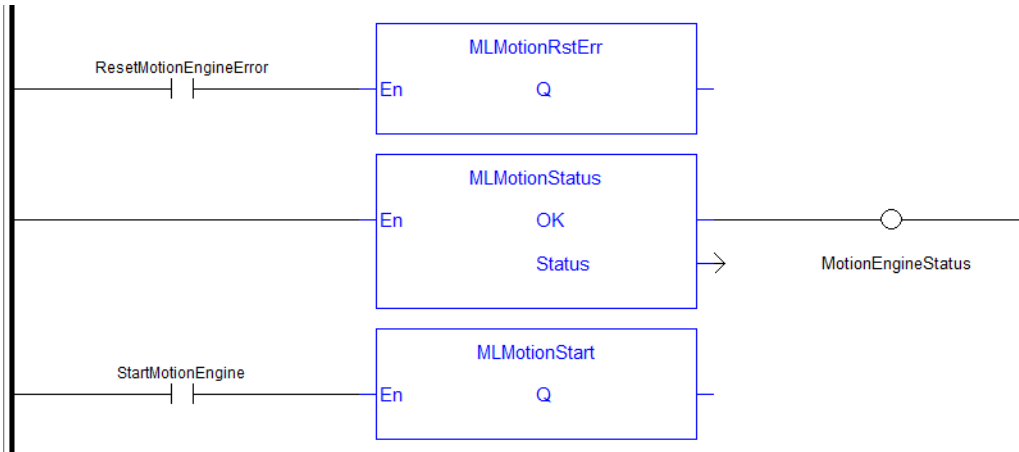 MLMotionRstErr
ResetMotionEngineError
En Q
MLMotionStatus
En OK
Status
MotionEngineStatus
MLMotionStart
StartMotionEngine
En Q